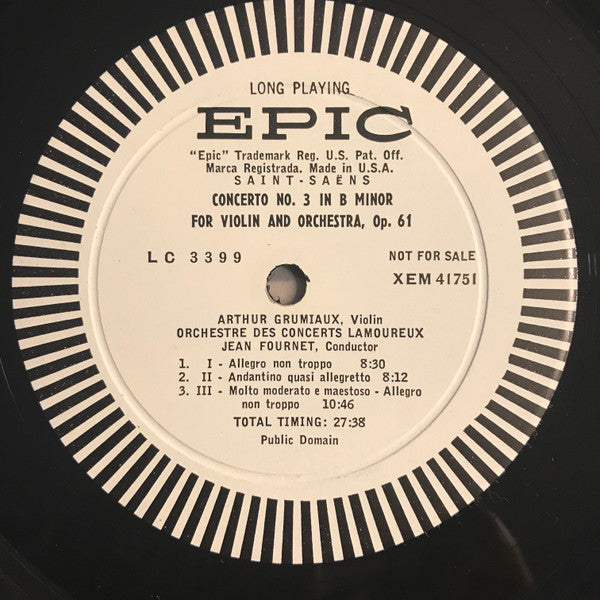 LONG PLAYING
EPIC
"Epic" Trademark Reg. U.S. Pat. Off.
Marca Registrada. Made in U.S.A.
SAINT-SAËNS
CONCERTO NO. 3 IN B MINOR
FOR VIOLIN AND ORCHESTRA, Op. 61
LC 3399
NOT FOR SALE
XEM 41751
ARTHUR GRUMIAUX, Violin
ORCHESTRE DES CONCERTS LAMOUREUX
JEAN FOURNET, Conductor
1. I - Allegro non troppo 8:30
2. II - Andantino quasi allegretto 8:12
3. III - Molto moderato e maestoso - Allegro
non troppo 10:46
TOTAL TIMING: 27:38
Public Domain